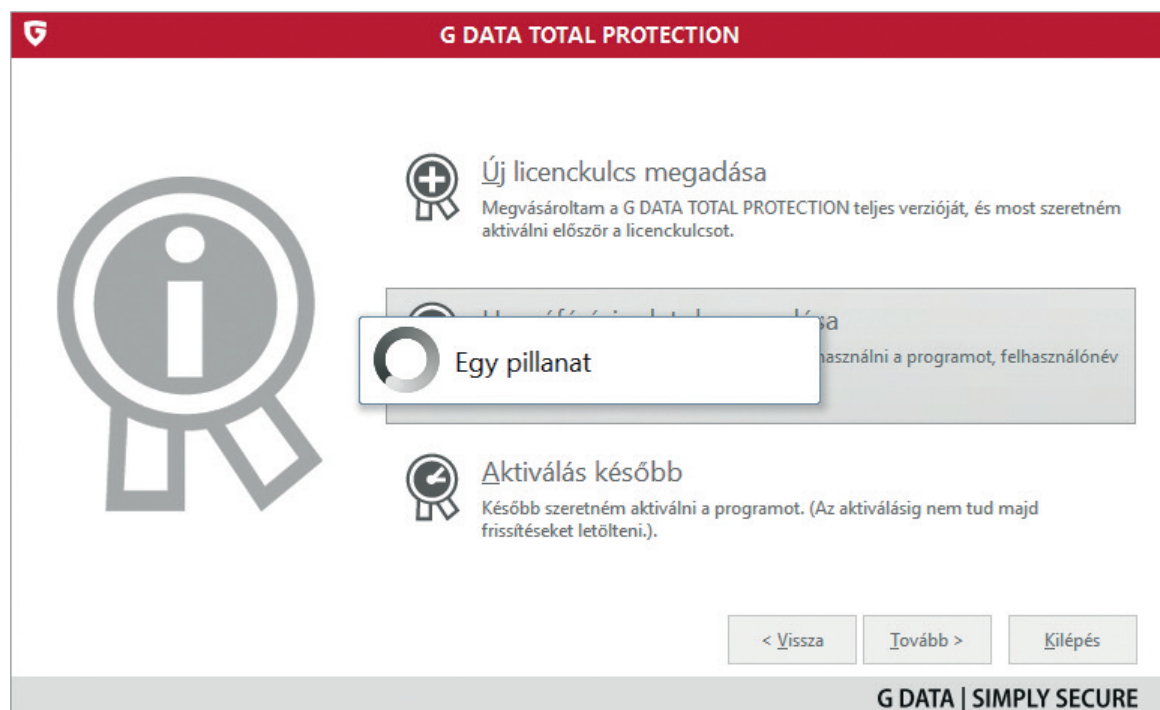 G DATA TOTAL PROTECTION
Új licenckulcs megadása
Megvásároltam a G DATA TOTAL PROTECTION teljes verzióját, és most szeretném
aktiválni először a licenckulcsot.
Egy pillanat
használni a programot, felhasználónév
Aktiválás később
Később szeretném aktiválni a programot. (Az aktiválásig nem tud majd
frissítéseket letölteni.).
< Vissza
Tovább >
Kilépés
G DATA | SIMPLY SECURE